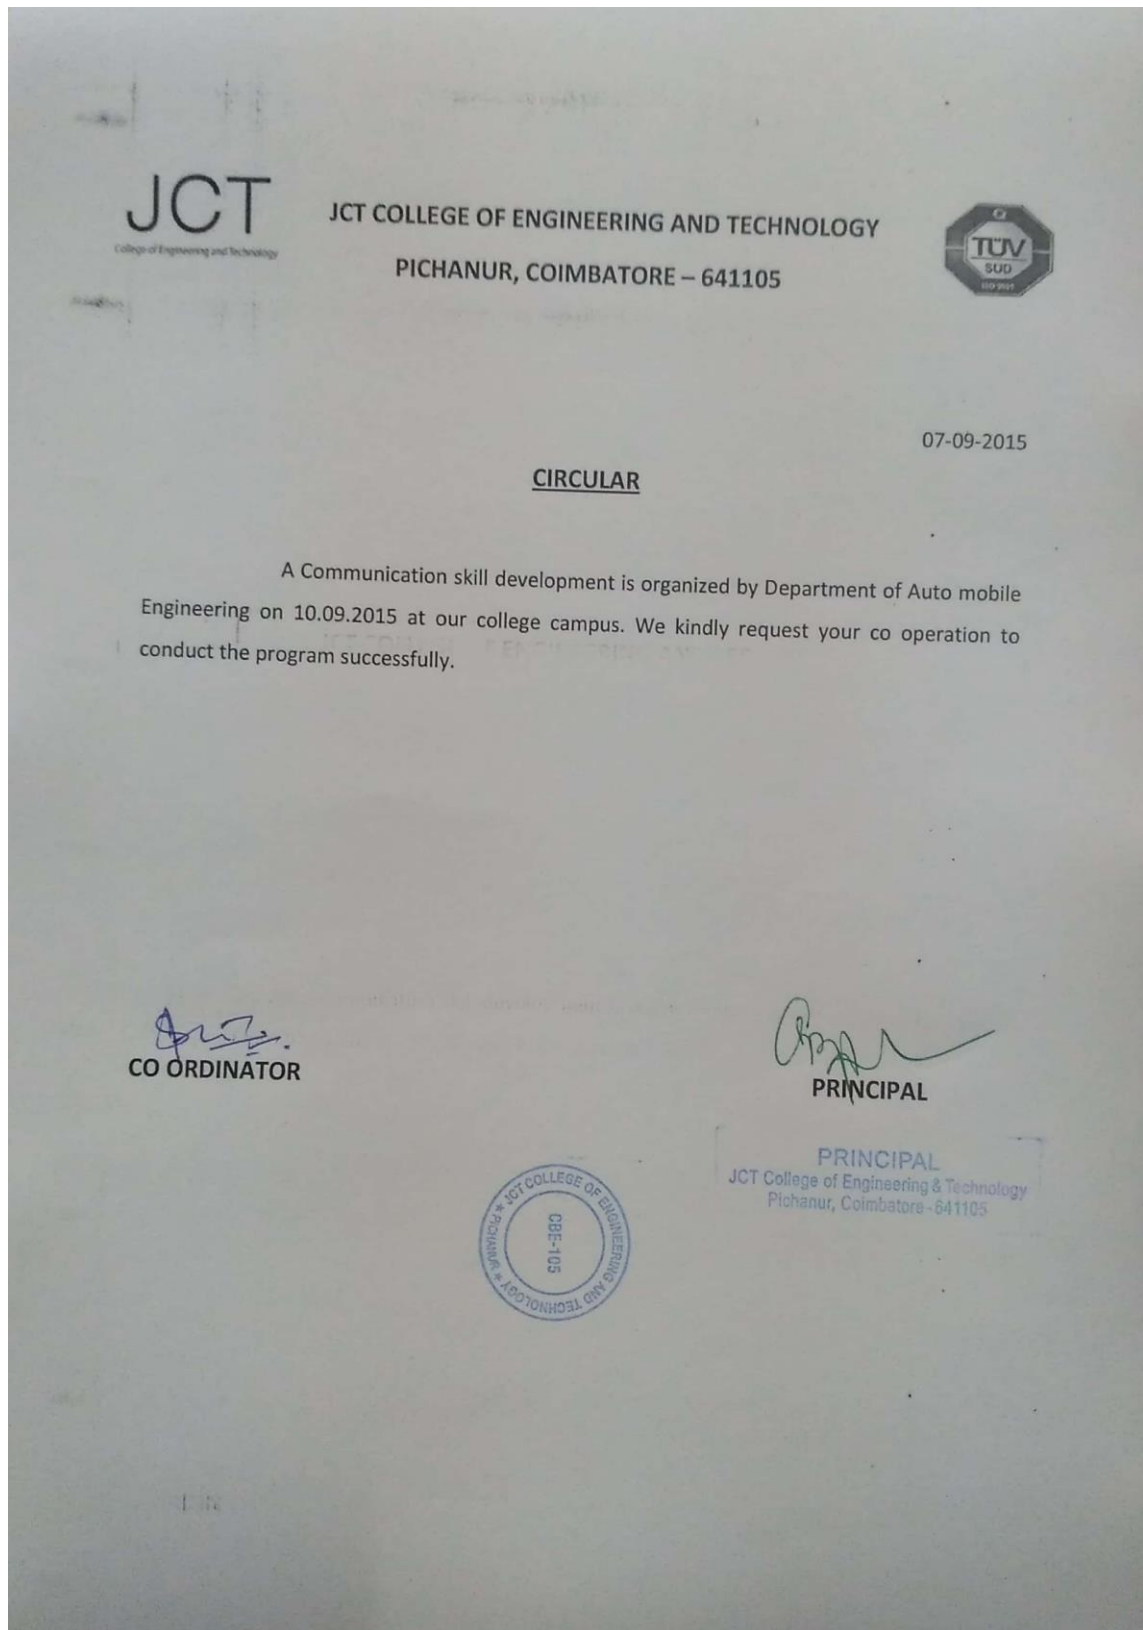 JCT
College of Engineering and Technology
JCT COLLEGE OF ENGINEERING AND TECHNOLOGY
PICHANUR, COIMBATORE – 641105
TÜV
SUD
ISO 9001
07-09-2015
CIRCULAR
A Communication skill development is organized by Department of Auto mobile
Engineering on 10.09.2015 at our college campus. We kindly request your co operation to
conduct the program successfully.
CO ORDINATOR
PRINCIPAL
PRINCIPAL
JCT College of Engineering & Technology
Pichanur, Coimbatore-641105
JCT COLLEGE OF ENGINEERING AND TECHNOLOGY
★ PICHANUR ★
CBE-105